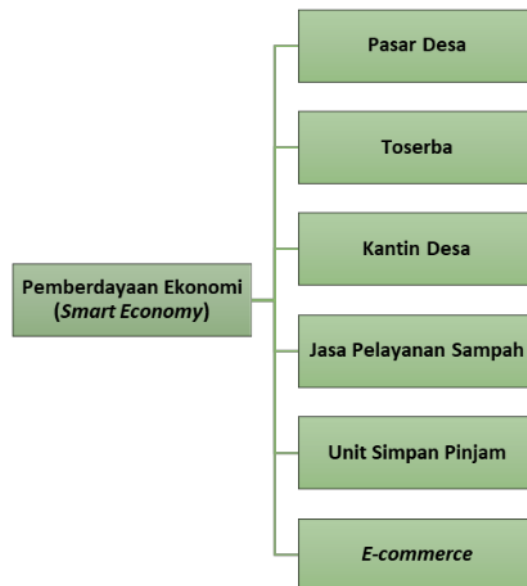 Pasar Desa
Toserba
Kantin Desa
Pemberdayaan Ekonomi
(Smart Economy)
Jasa Pelayanan Sampah
Unit Simpan Pinjam
E-commerce